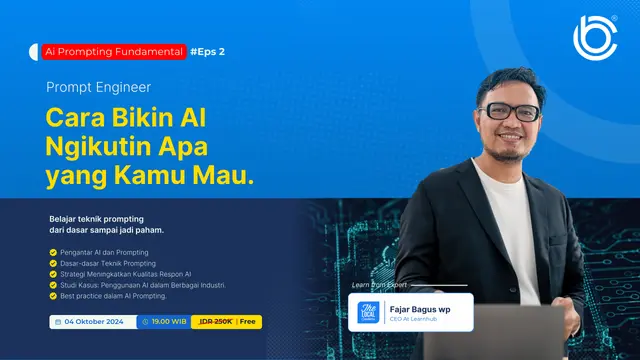 Ai Prompting Fundamental #Eps 2
Prompt Engineer
Cara Bikin AI
Ngikutin Apa
yang Kamu Mau.
Belajar teknik prompting
dari dasar sampai jadi paham.
Pengantar AI dan Prompting
Dasar-dasar Teknik Prompting
Strategi Meningkatkan Kualitas Respon AI
Studi Kasus: Penggunaan AI dalam Berbagai Industri.
Best practice dalam AI Prompting.
04 Oktober 2024 19.00 WIB IDR 250K | Free
Learn from Expert
The
LOCAL
Fajar Bagus wp
CEO At Learnhub